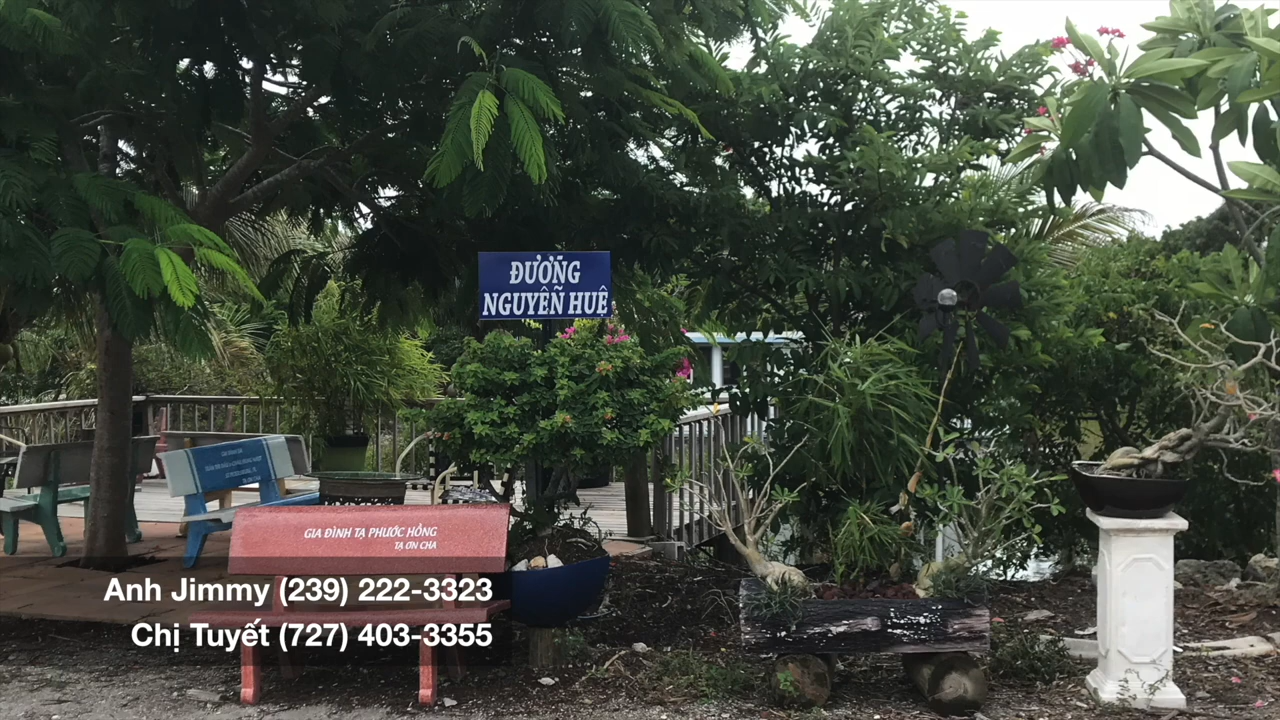 ĐƯỜNG
NGUYỄN HUỆ
GIA ĐÌNH TẠ PHƯỚC HỒNG
TẠ ƠN CHA
Anh Jimmy (239) 222-3323
Chị Tuyết (727) 403-3355